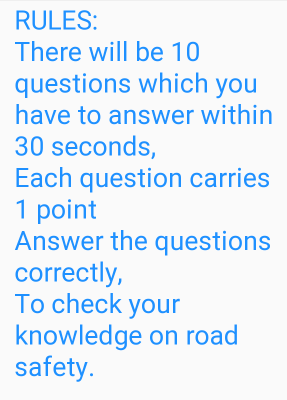 RULES:
There will be 10
questions which you
have to answer within
30 seconds,
Each question carries
1 point
Answer the questions
correctly,
To check your
knowledge on road
safety.